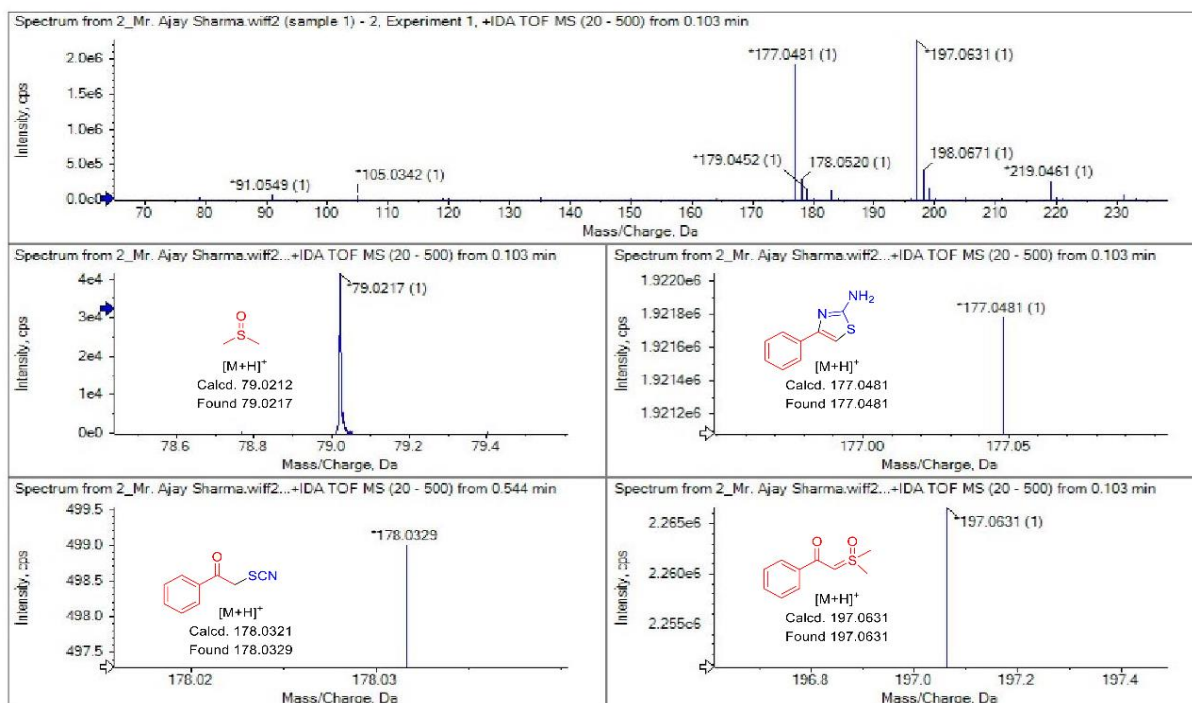 Spectrum from 2_Mr. Ajay Sharma.wiff2 (sample 1) - 2, Experiment 1, +IDA TOF MS (20 - 500) from 0.103 min
Intensity, cps
2.0e6
1.5e6
1.0e6
5.0e5
0.0e0
*177.0481 (1)
*197.0631 (1)
*91.0549 (1)
*105.0342 (1)
*179.0452 (1)
178.0520 (1)
198.0671 (1)
*219.0461 (1)
70 80 90 100 110 120 130 140 150 160 170 180 190 200 210 220 230
Mass/Charge, Da
Spectrum from 2_Mr. Ajay Sharma.wiff2...+IDA TOF MS (20 - 500) from 0.103 min
Intensity, cps
4e4
3e4
2e4
1e4
0e0
*79.0217 (1)
O
S
[M+H]+
Calcd. 79.0212
Found 79.0217
78.6 78.8 79.0 79.2 79.4
Mass/Charge, Da
Spectrum from 2_Mr. Ajay Sharma.wiff2...+IDA TOF MS (20 - 500) from 0.103 min
Intensity, cps
1.9220e6
1.9218e6
1.9216e6
1.9214e6
1.9212e6
*177.0481 (1)
NH2
N
S
[M+H]+
Calcd. 177.0481
Found 177.0481
177.00 177.05
Mass/Charge, Da
Spectrum from 2_Mr. Ajay Sharma.wiff2...+IDA TOF MS (20 - 500) from 0.544 min
Intensity, cps
499.5
499.0
498.5
498.0
497.5
*178.0329
O
SCN
[M+H]+
Calcd. 178.0321
Found 178.0329
178.02 178.03
Mass/Charge, Da
Spectrum from 2_Mr. Ajay Sharma.wiff2...+IDA TOF MS (20 - 500) from 0.103 min
Intensity, cps
2.265e6
2.260e6
2.255e6
*197.0631 (1)
O O
S
[M+H]+
Calcd. 197.0631
Found 197.0631
196.8 197.0 197.2 197.4
Mass/Charge, Da